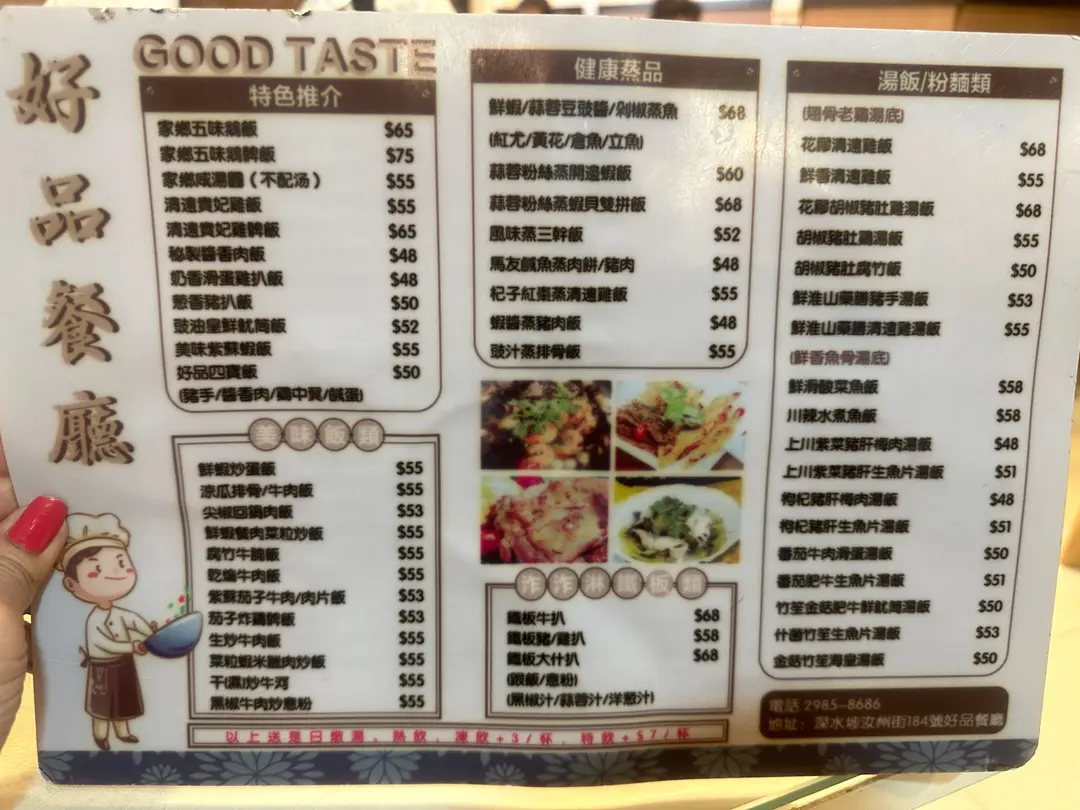 好品餐廳
GOOD TASTE
特色推介
家鄉五味鵝飯 $65
家鄉五味鵝髀飯 $75
家鄉咸湯圓（不配汤） $55
清遠貴妃雞飯 $55
清遠貴妃雞髀飯 $65
秘製醬香肉飯 $48
奶香滑蛋雞扒飯 $48
葱香豬扒飯 $50
豉油皇鮮魷筒飯 $52
美味紫蘇蝦飯 $55
好品四寶飯 $50
(豬手/醬香肉/鷄中翼/鹹蛋)
美味飯類
鮮蝦炒蛋飯 $55
涼瓜排骨/牛肉飯 $55
尖椒回鍋肉飯 $53
鮮蝦餐肉菜粒炒飯 $55
腐竹牛腩飯 $55
乾煸牛肉飯 $55
紫蘇茄子牛肉/肉片飯 $53
茄子炸鷄髀飯 $53
生炒牛肉飯 $55
菜粒蝦米臘肉炒飯 $55
干(濕)炒牛河 $55
黑椒牛肉炒意粉 $55
健康蒸品
鮮蝦/蒜蓉豆豉醬/剁椒蒸魚 $68
(紅尤/黃花/倉魚/立魚)
蒜蓉粉絲蒸開邊蝦飯 $60
蒜蓉粉絲蒸蝦貝雙拼飯 $68
風味蒸三幹飯 $52
馬友鹹魚蒸肉餅/豬肉 $48
杞子紅棗蒸清遠雞飯 $55
蝦醬蒸豬肉飯 $48
豉汁蒸排骨飯 $55
淋鐵板類
鐵板牛扒 $68
鐵板豬/雞扒 $58
鐵板大什扒 $68
(跟飯/意粉)
(黑椒汁/蒜蓉汁/洋葱汁)
湯飯/粉麵類
(翅骨老鷄湯底)
花膠清遠雞飯 $68
鮮香清遠雞飯 $55
花膠胡椒豬肚雞湯飯 $68
胡椒豬肚鷄湯飯 $55
胡椒豬肚腐竹飯 $50
鮮淮山藥膳豬手湯飯 $53
鮮淮山藥膳清遠雞湯飯 $55
(鮮香魚骨湯底)
鮮滑酸菜魚飯 $58
川辣水煮魚飯 $58
上川紫菜豬肝梅肉湯飯 $48
上川紫菜豬肝生魚片湯飯 $51
枸杞豬肝梅肉湯飯 $48
枸杞豬肝生魚片湯飯 $51
番茄牛肉滑蛋湯飯 $50
番茄肥牛生魚片湯飯 $51
竹笙金菇肥牛鮮魷筒湯飯 $50
什菌竹笙生魚片湯飯 $53
金菇竹笙海皇湯飯 $50
以上送是日燉湯、熱飲，凍飲+3/杯，特飲+$7/杯
電話:2985-8686
地址：深水埗汝州街184號好品餐廳